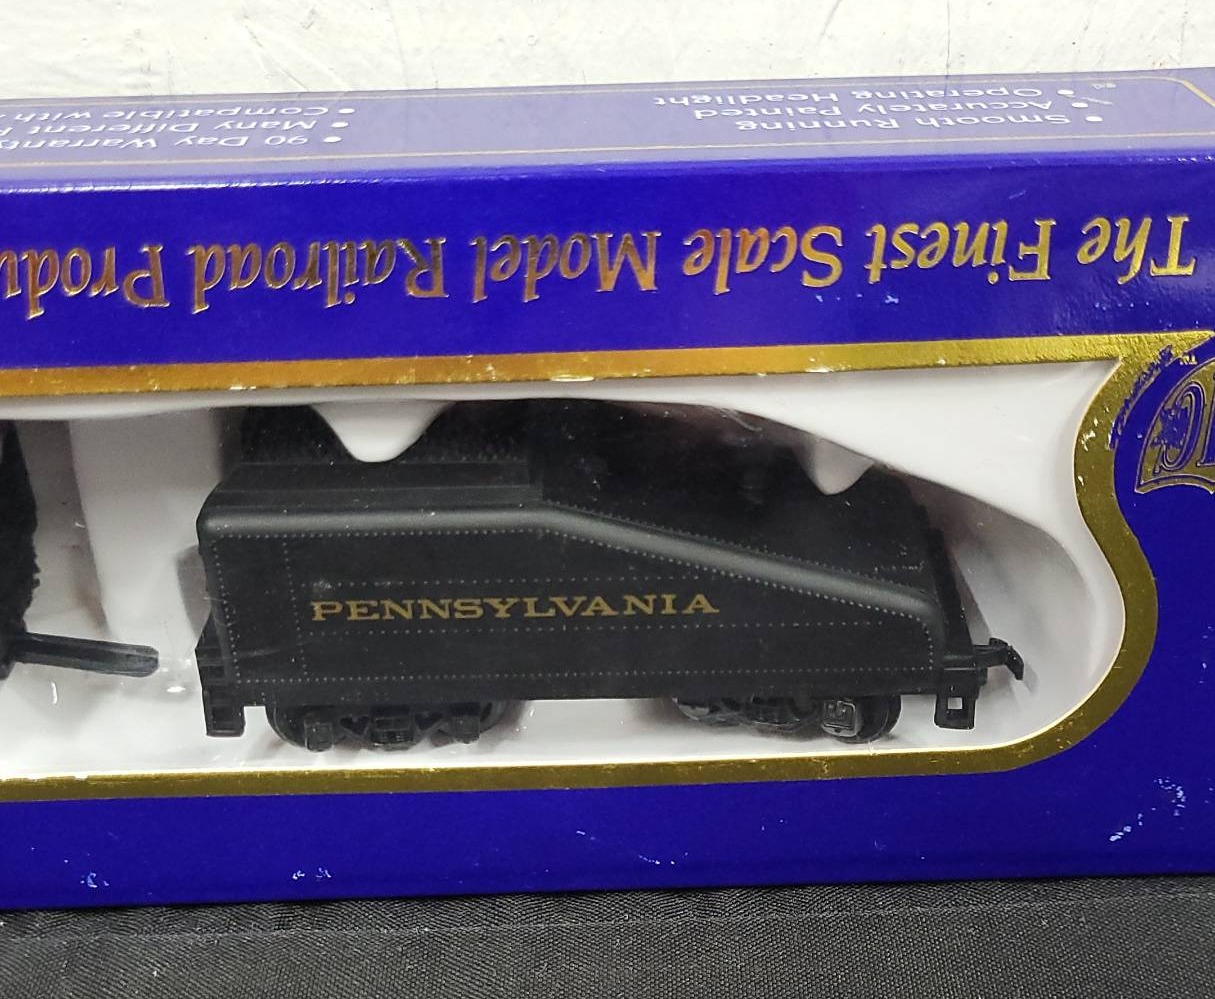 • Smooth Running
• Accurately Painted
• Operating Headlight
• 90 Day Warranty
• Many Different
• Compatible with
The Finest Scale Model Railroad Produ
PENNSYLVANIA